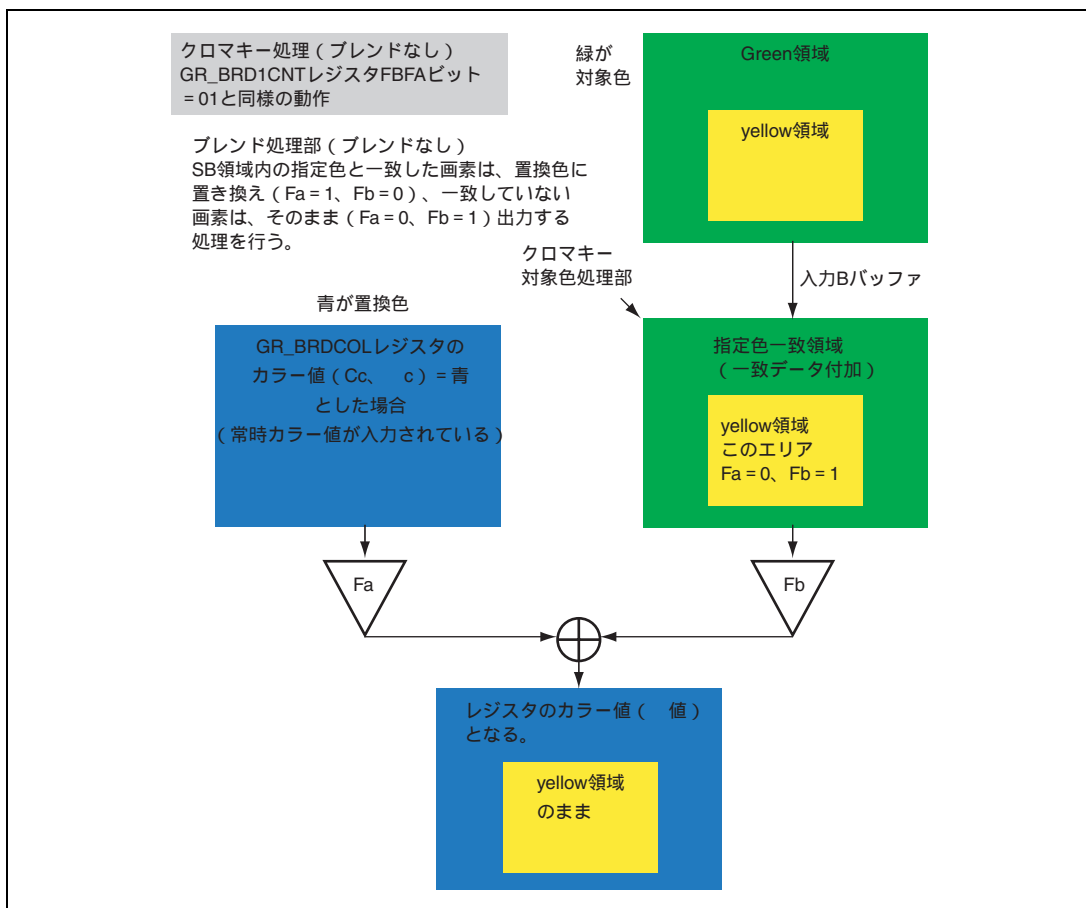 クロマキー処理(ブレンドなし)
GR_BRD1CNTレジスタFBFAビット
=01と同様の動作
ブレンド処理部(ブレンドなし)
SB領域内の指定色と一致した画素は、置換色に
置き換え(Fa=1、Fb=0)、一致していない
画素は、そのまま(Fa=0、Fb=1)出力する
処理を行う。
緑が
対象色
Green領域
yellow領域
クロマキー
対象色処理部
入力Bバッファ
青が置換色
GR_BRDCOLレジスタの
カラー値(Cc、 c)=青
とした場合
(常時カラー値が入力されている)
指定色一致領域
(一致データ付加)
yellow領域
このエリア
Fa=0、Fb=1
Fa
Fb
レジスタのカラー値( 値)
となる。
yellow領域
のまま